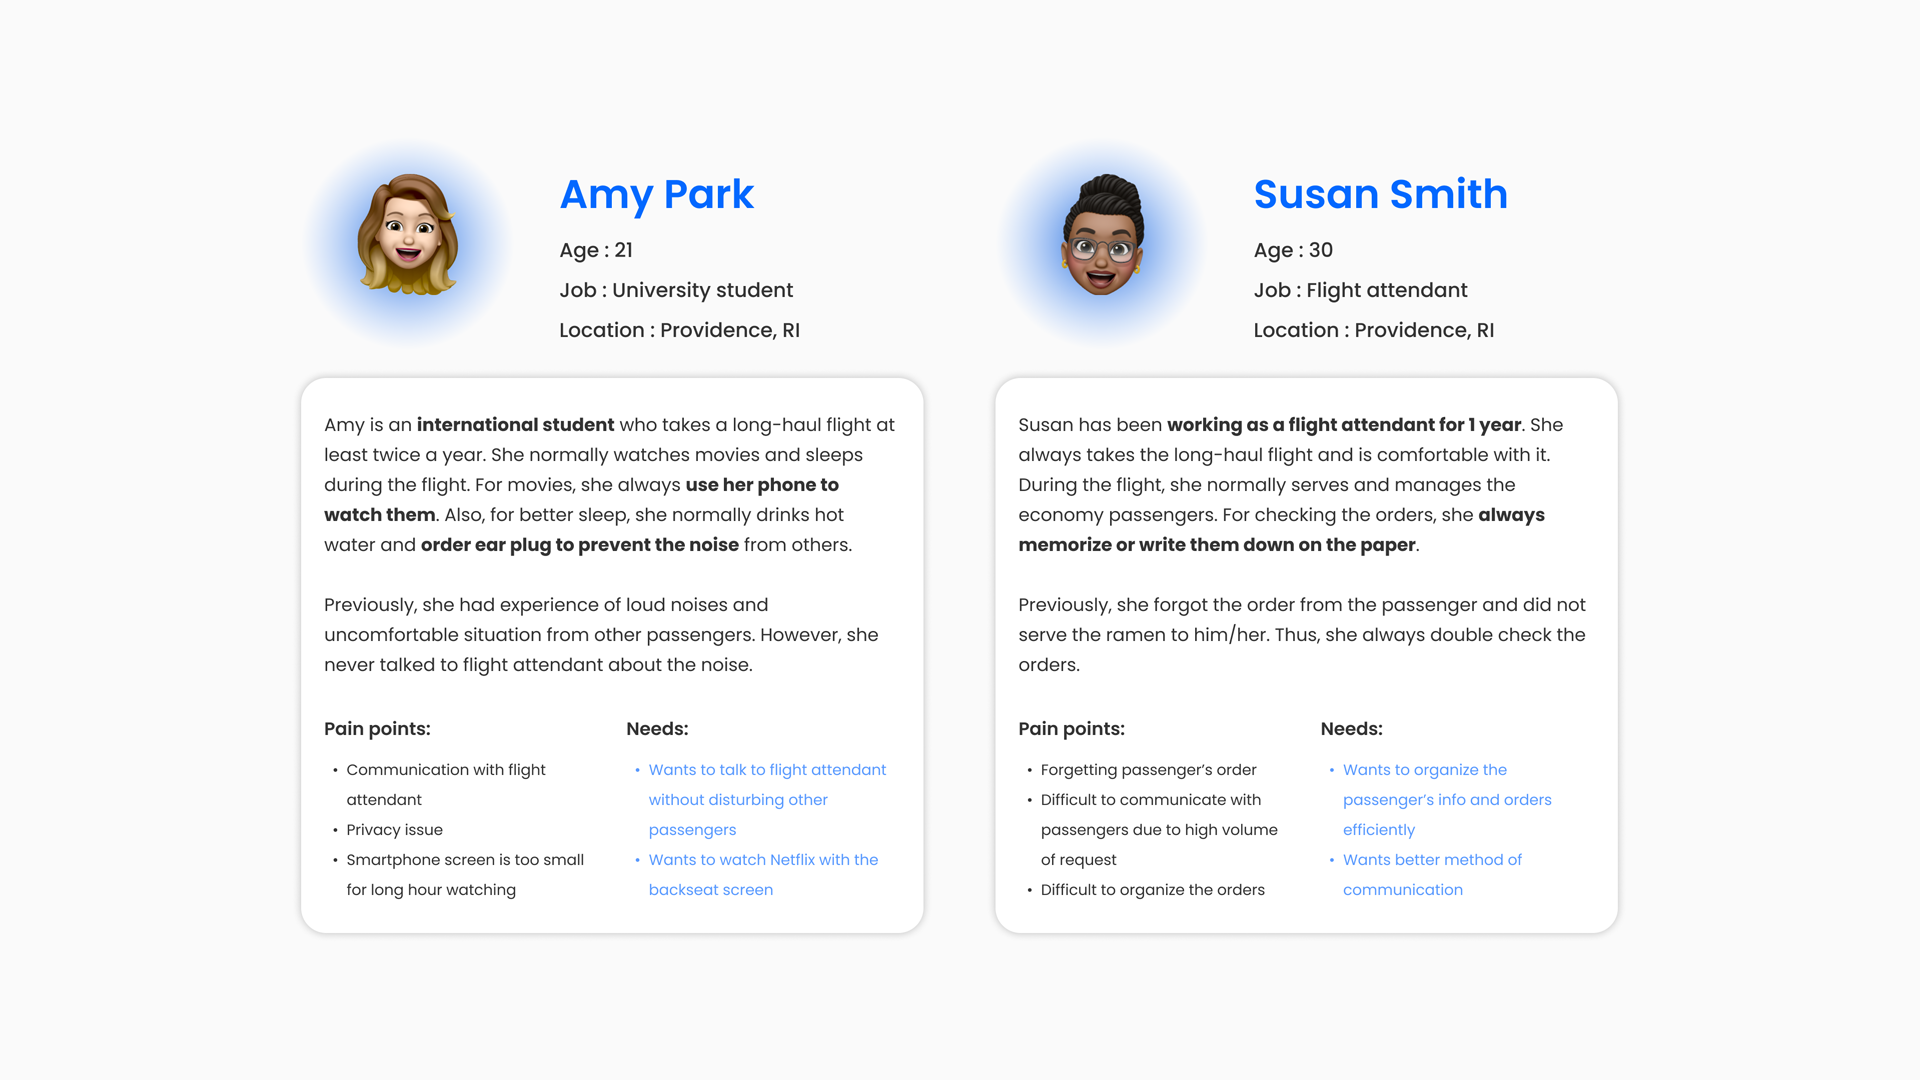 Amy Park
Age : 21
Job : University student
Location : Providence, RI
Amy is an international student who takes a long-haul flight at
least twice a year. She normally watches movies and sleeps
during the flight. For movies, she always use her phone to
watch them. Also, for better sleep, she normally drinks hot
water and order ear plug to prevent the noise from others.
Previously, she had experience of loud noises and
uncomfortable situation from other passengers. However, she
never talked to flight attendant about the noise.
Pain points:
• Communication with flight
attendant
• Privacy issue
• Smartphone screen is too small
for long hour watching
Needs:
• Wants to talk to flight attendant
without disturbing other
passengers
• Wants to watch Netflix with the
backseat screen
Susan Smith
Age : 30
Job : Flight attendant
Location : Providence, RI
Susan has been working as a flight attendant for 1 year. She
always takes the long-haul flight and is comfortable with it.
During the flight, she normally serves and manages the
economy passengers. For checking the orders, she always
memorize or write them down on the paper.
Previously, she forgot the order from the passenger and did not
serve the ramen to him/her. Thus, she always double check the
orders.
Pain points:
• Forgetting passenger’s order
• Difficult to communicate with
passengers due to high volume
of request
• Difficult to organize the orders
Needs:
• Wants to organize the
passenger’s info and orders
efficiently
• Wants better method of
communication